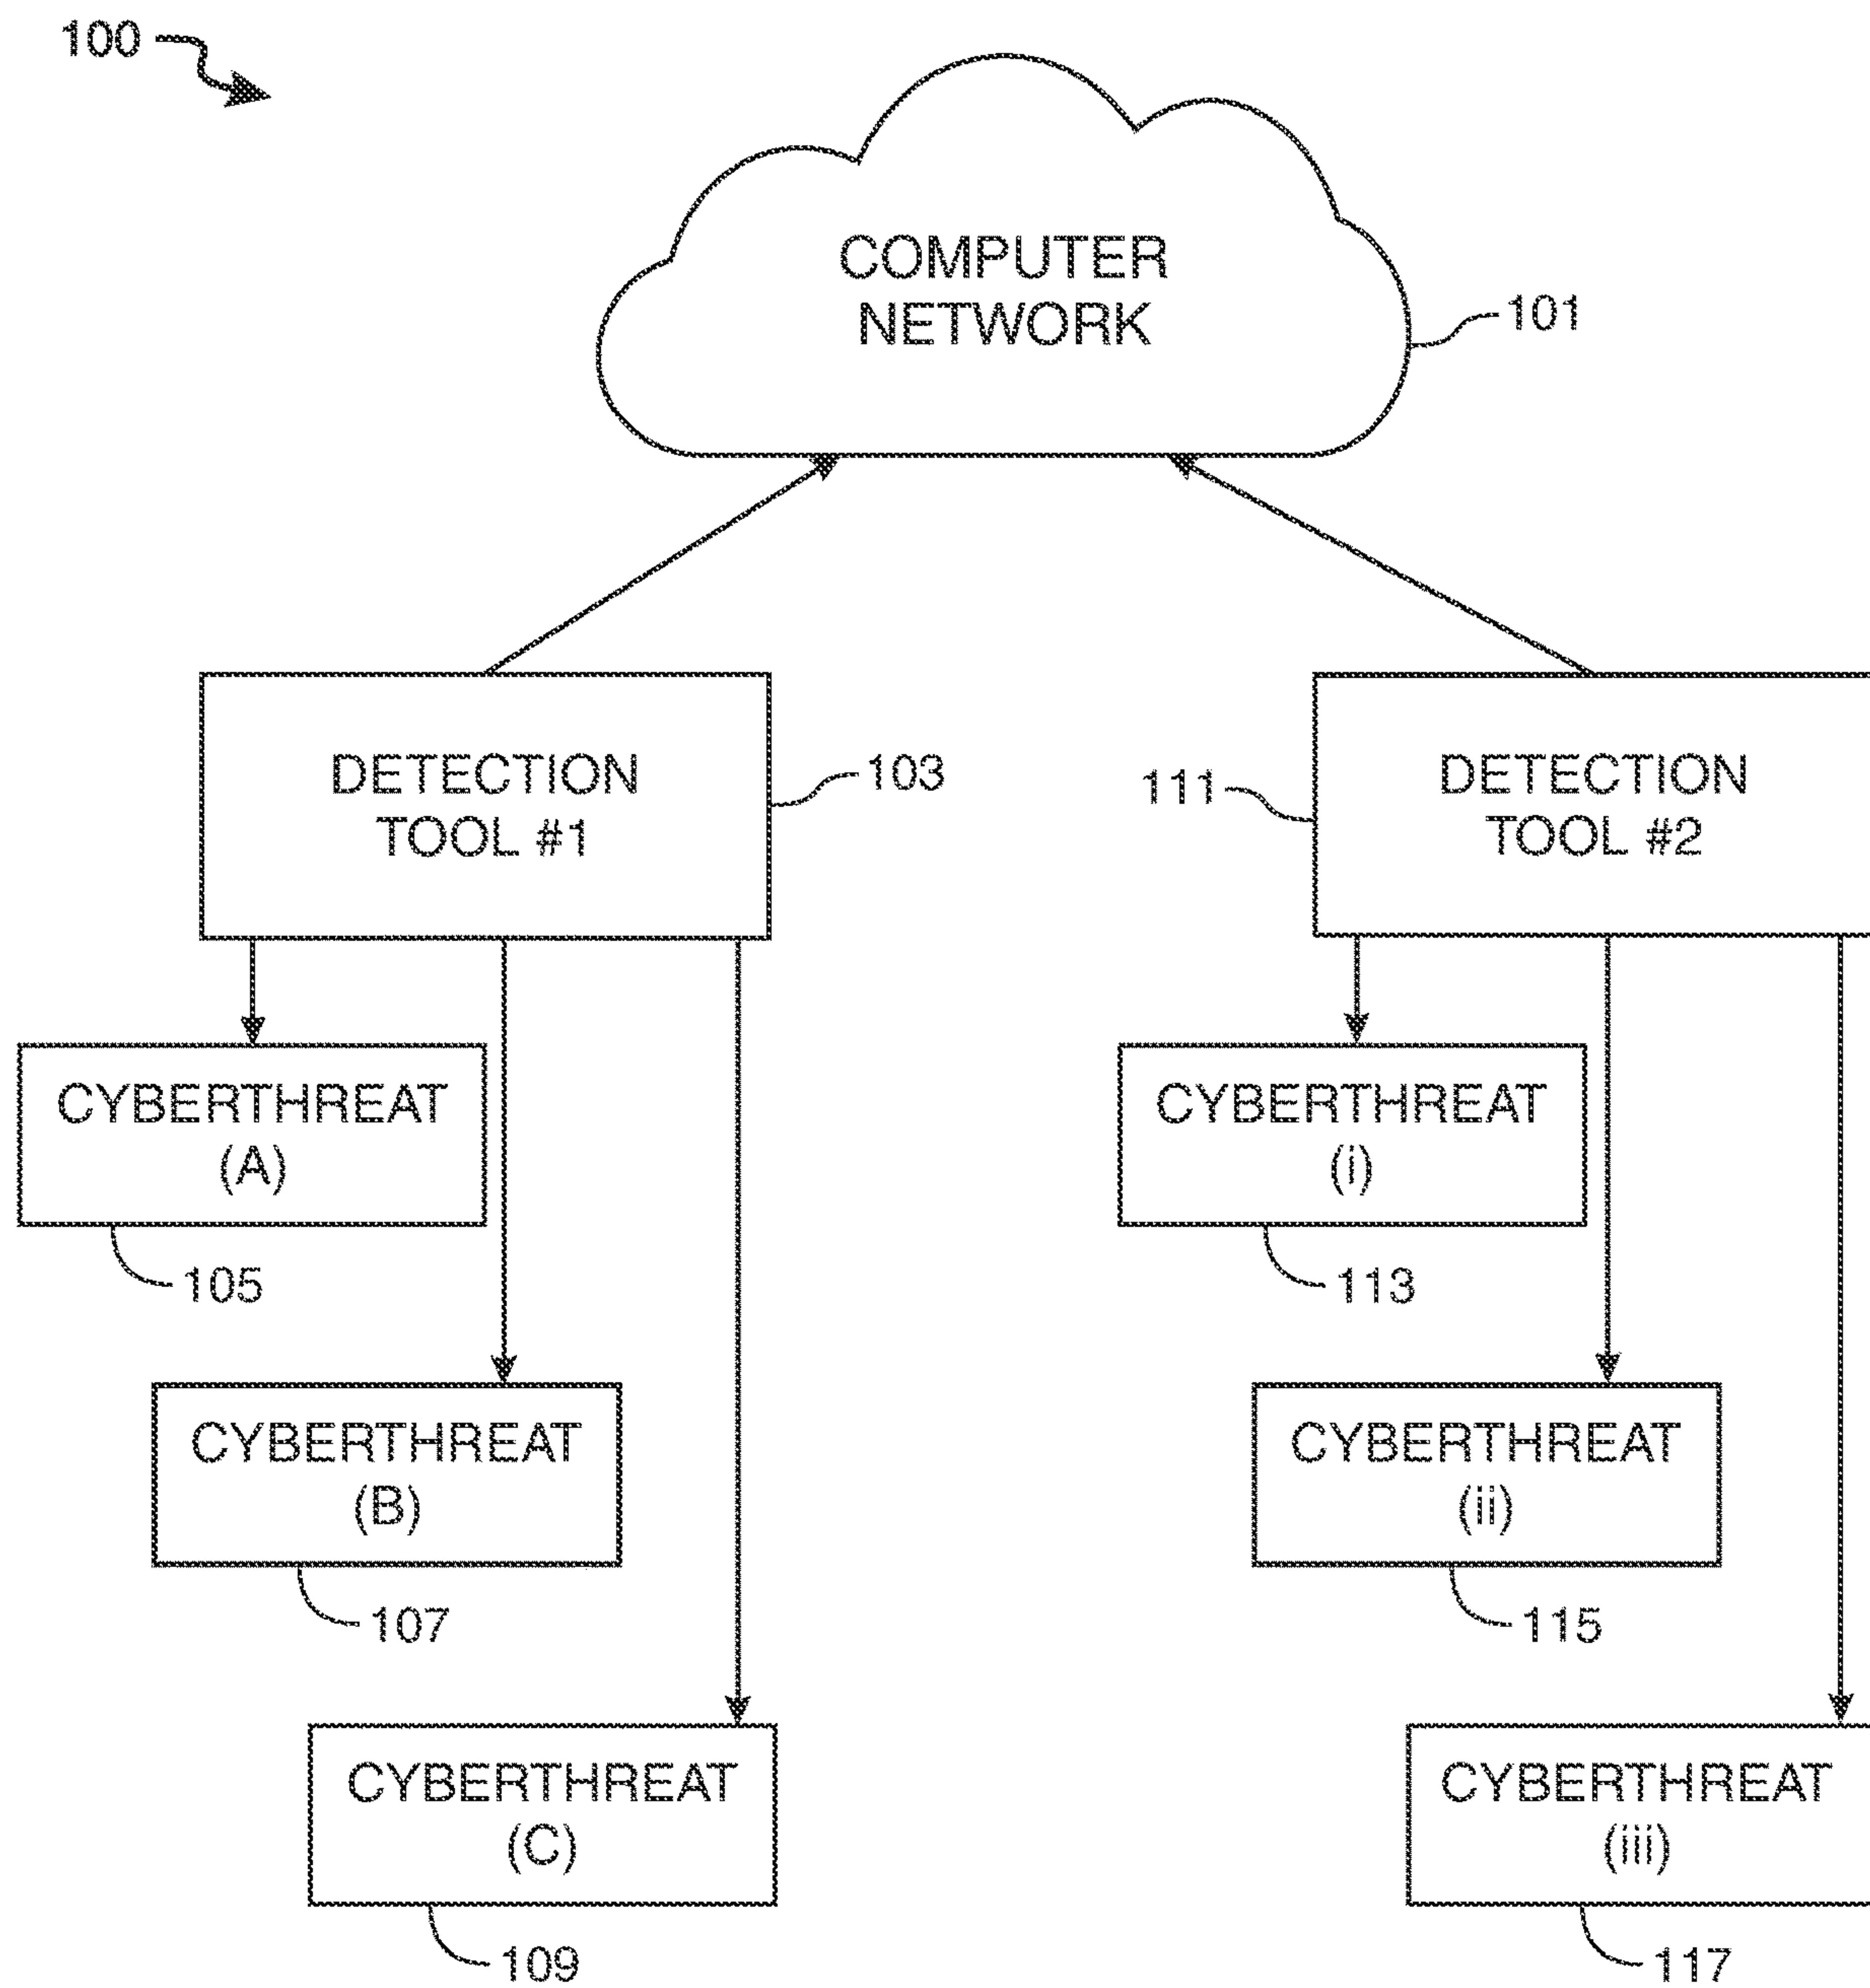 100
COMPUTER
NETWORK
101
DETECTION
TOOL #1
103
111
DETECTION
TOOL #2
CYBERTHREAT
(A)
105
CYBERTHREAT
(i)
113
CYBERTHREAT
(B)
107
CYBERTHREAT
(ii)
115
CYBERTHREAT
(C)
109
CYBERTHREAT
(iii)
117